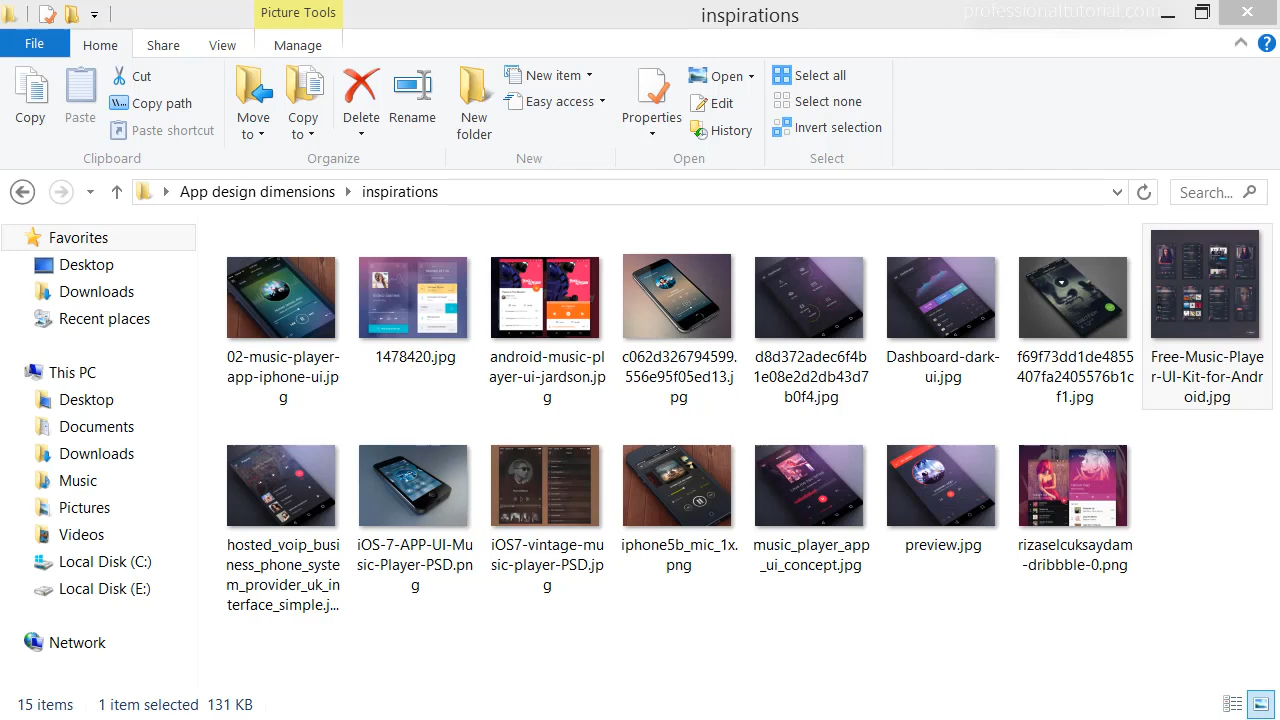 Picture Tools
inspirations
professionaltutorial.com
File
Home
Share
View
Manage
Copy
Paste
Cut
Copy path
Paste shortcut
Clipboard
Move to
Copy to
Delete
Rename
Organize
New folder
New item
Easy access
New
Properties
Open
Edit
History
Open
Select all
Select none
Invert selection
Select
App design dimensions
inspirations
Search...
Favorites
Desktop
Downloads
Recent places
This PC
Desktop
Documents
Downloads
Music
Pictures
Videos
Local Disk (C:)
Local Disk (E:)
Network
02-music-player-
app-iphone-ui.jp
g
1478420.jpg
android-music-pl
ayer-ui-jardson.jp
g
c062d326794599.
556e95f05ed13.j
pg
d8d372adec6f4b
1e08e2d2db43d7
b0f4.jpg
Dashboard-dark-
ui.jpg
f69f73dd1de4855
407fa2405576b1c
f1.jpg
Free-Music-Playe
r-UI-Kit-for-Andr
oid.jpg
hosted_voip_busi
ness_phone_syste
m_provider_uk_in
terface_simple.j...
iOS-7-APP-UI-Mu
sic-Player-PSD.pn
g
iOS7-vintage-mu
sic-player-PSD.jp
g
iphone5b_mic_1x.
png
music_player_app
_ui_concept.jpg
preview.jpg
rizaselcuksaydam
-dribbble-0.png
15 items
1 item selected
131 KB